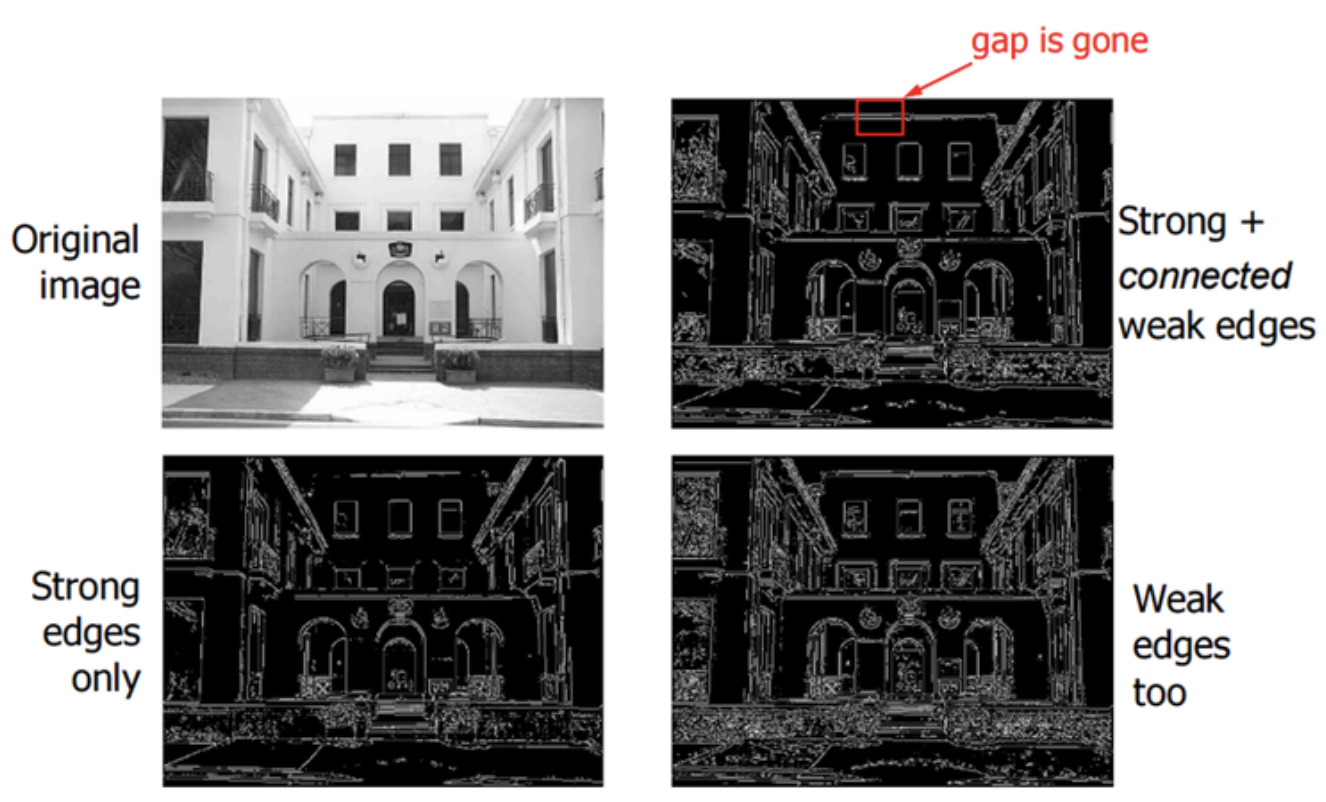 gap is gone
Original
image
Strong +
connected
weak edges
Strong
edges
only
Weak
edges
too